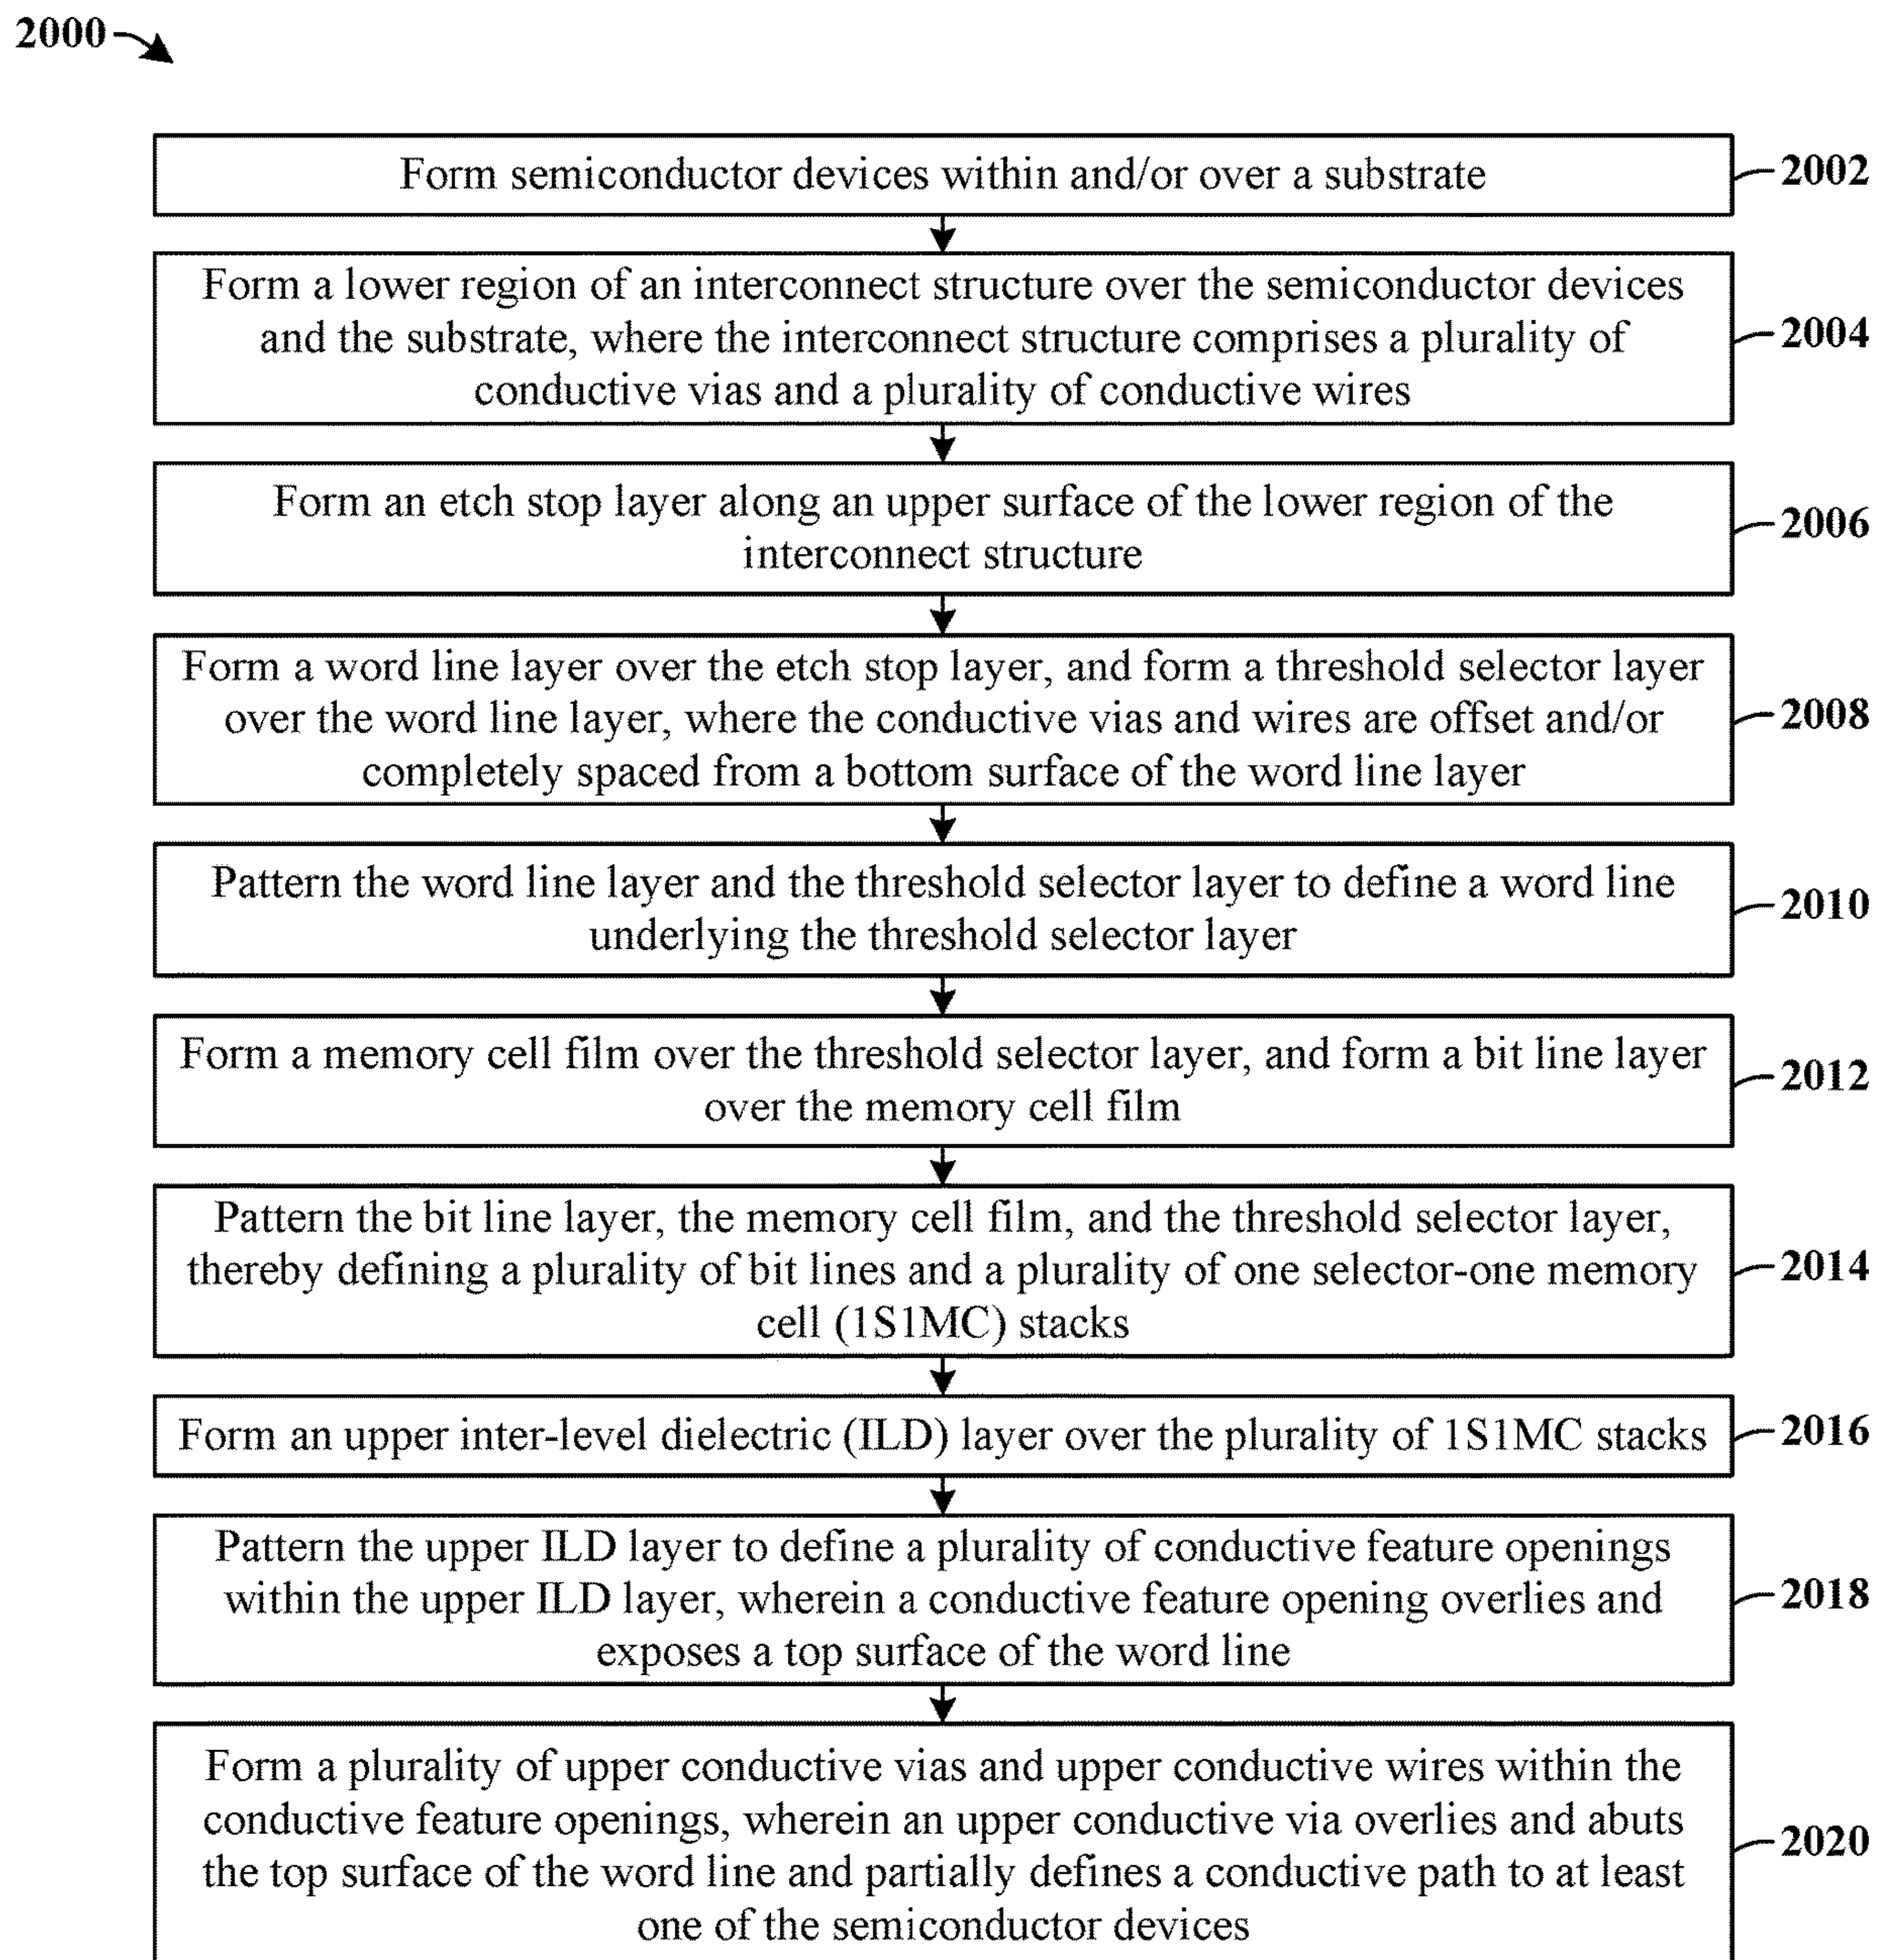 2000
Form semiconductor devices within and/or over a substrate
2002
Form a lower region of an interconnect structure over the semiconductor devices
and the substrate, where the interconnect structure comprises a plurality of
conductive vias and a plurality of conductive wires
2004
Form an etch stop layer along an upper surface of the lower region of the
interconnect structure
2006
Form a word line layer over the etch stop layer, and form a threshold selector layer
over the word line layer, where the conductive vias and wires are offset and/or
completely spaced from a bottom surface of the word line layer
2008
Pattern the word line layer and the threshold selector layer to define a word line
underlying the threshold selector layer
2010
Form a memory cell film over the threshold selector layer, and form a bit line layer
over the memory cell film
2012
Pattern the bit line layer, the memory cell film, and the threshold selector layer,
thereby defining a plurality of bit lines and a plurality of one selector-one memory
cell (1S1MC) stacks
2014
Form an upper inter-level dielectric (ILD) layer over the plurality of 1S1MC stacks
2016
Pattern the upper ILD layer to define a plurality of conductive feature openings
within the upper ILD layer, wherein a conductive feature opening overlies and
exposes a top surface of the word line
2018
Form a plurality of upper conductive vias and upper conductive wires within the
conductive feature openings, wherein an upper conductive via overlies and abuts
the top surface of the word line and partially defines a conductive path to at least
one of the semiconductor devices
2020